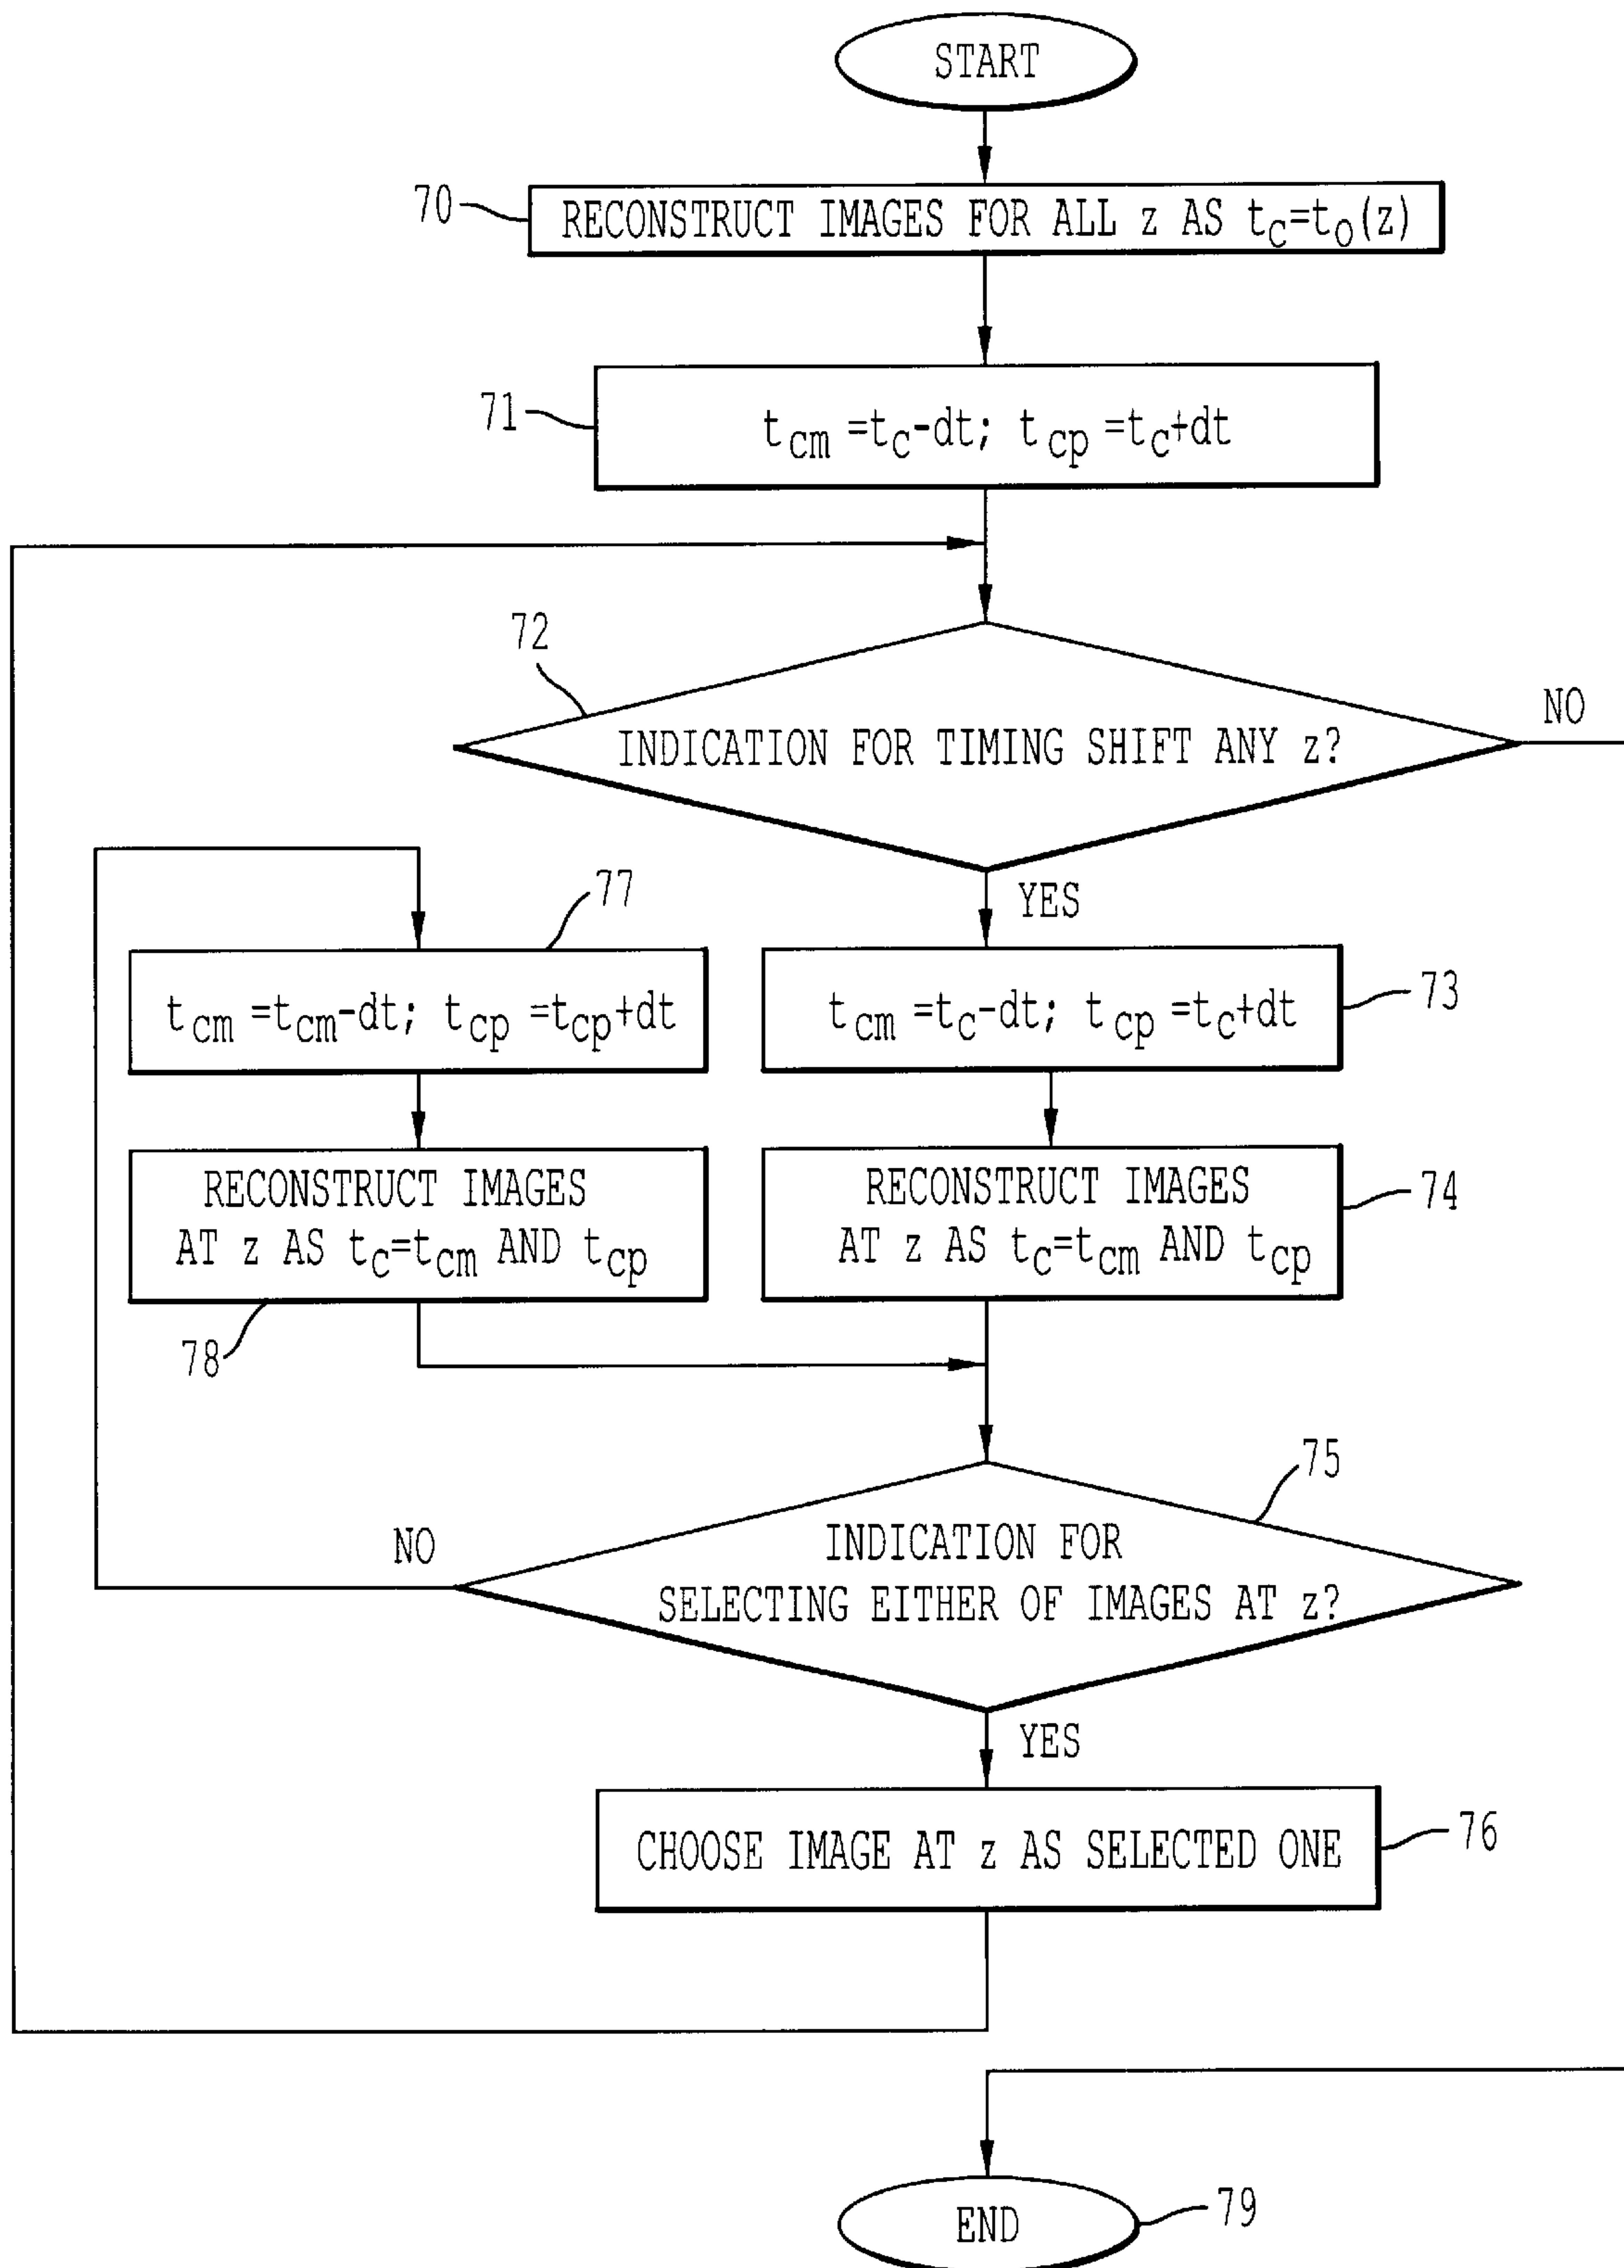 START
70
RECONSTRUCT IMAGES FOR ALL z AS tc=to(z)
71
tcm =tc-dt; tcp =tc+dt
72
NO
INDICATION FOR TIMING SHIFT ANY z?
YES
77
tcm =tcm-dt; tcp =tcp+dt
tcm =tc-dt; tcp =tc+dt
73
RECONSTRUCT IMAGES
AT z AS tc=tcm AND tcp
78
RECONSTRUCT IMAGES
AT z AS tc=tcm AND tcp
74
75
NO
INDICATION FOR
SELECTING EITHER OF IMAGES AT z?
YES
CHOOSE IMAGE AT z AS SELECTED ONE
76
END
79